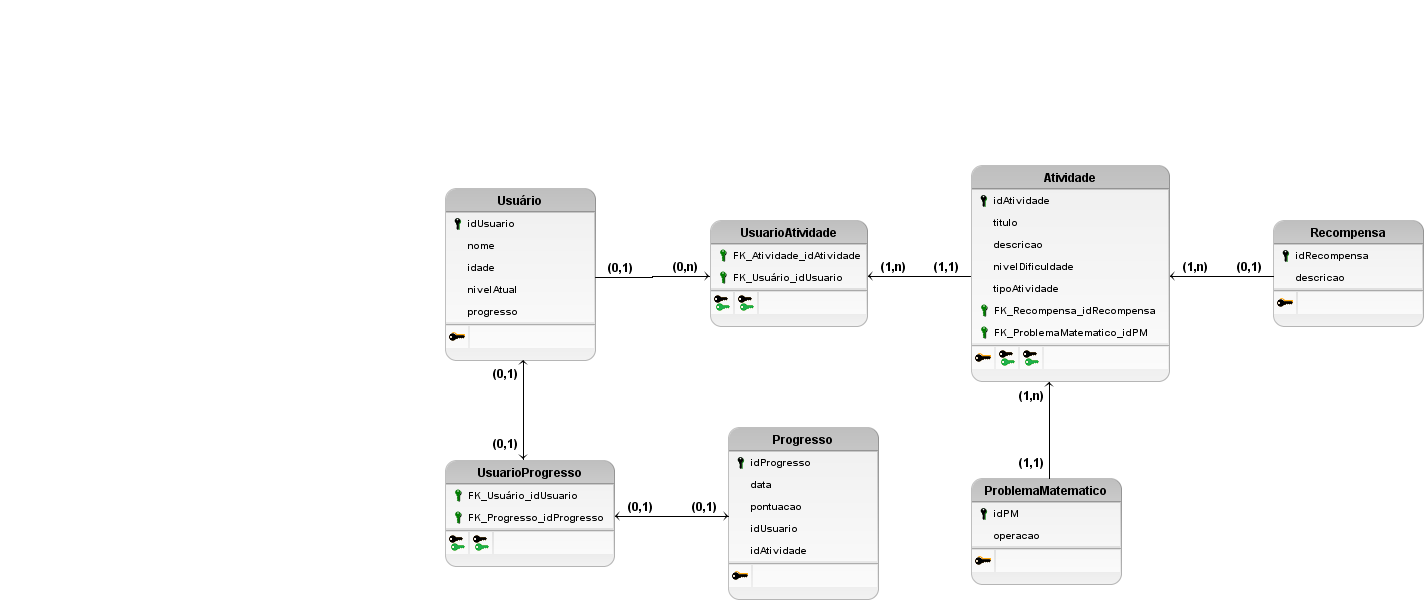 Usuário
idUsuario
nome
idade
nivelAtual
progresso
(0,1)
(0,n)
UsuarioAtividade
FK_Atividade_idAtividade
FK_Usuário_idUsuario
(1,n)
(1,1)
Atividade
idAtividade
titulo
descricao
nivelDificuldade
tipoAtividade
FK_Recompensa_idRecompensa
FK_ProblemaMatematico_idPM
(1,n)
(0,1)
Recompensa
idRecompensa
descricao
(0,1)
(0,1)
UsuarioProgresso
FK_Usuário_idUsuario
FK_Progresso_idProgresso
(0,1)
(0,1)
Progresso
idProgresso
data
pontuacao
idUsuario
idAtividade
(1,n)
(1,1)
ProblemaMatematico
idPM
operacao